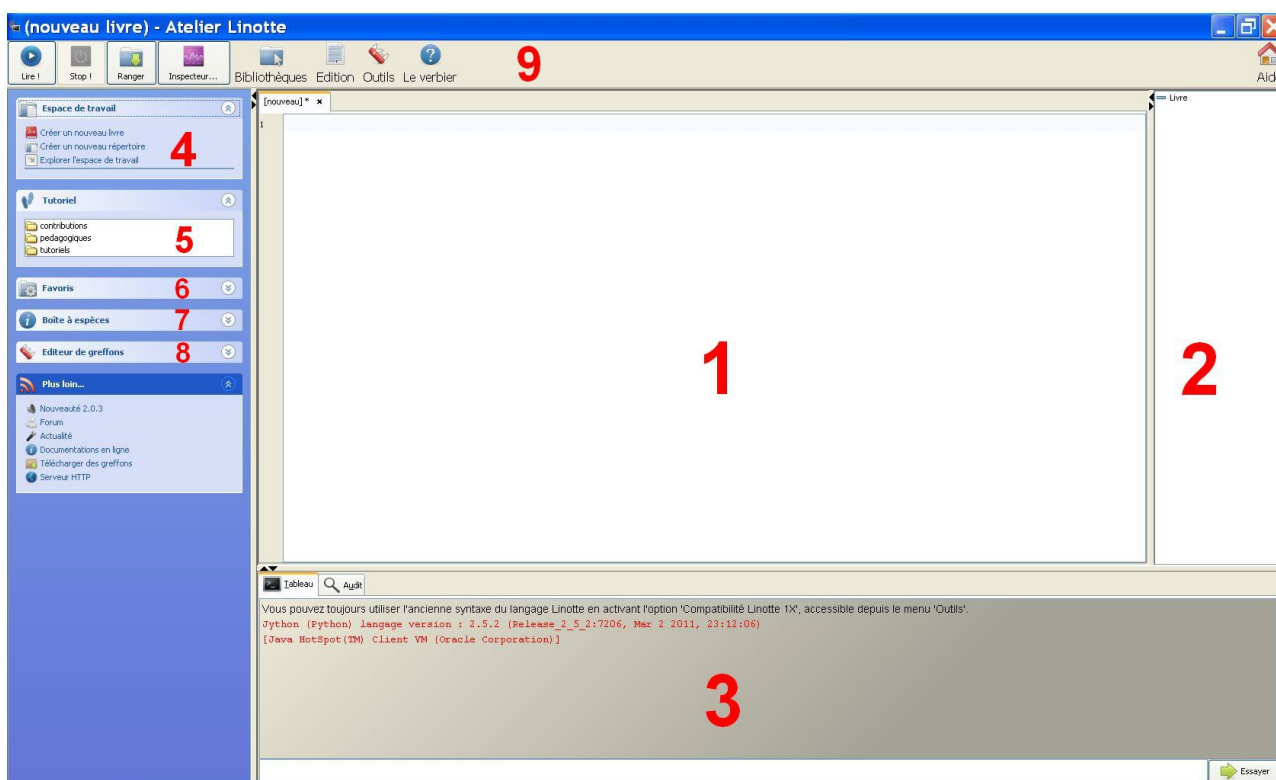 (nouveau livre) - Atelier Linotte
Lire ! Stop ! Ranger Inspecteur... Bibliothèques Edition Outils Le verbier 9 Aide
Espace de travail
Créer un nouveau livre
Créer un nouveau répertoire
Explorer l'espace de travail
4
Tutoriel
contributions
pedagogiques
tutoriels
5
Favoris 6
Boîte à espèces 7
Editeur de greffons 8
Plus loin...
Nouveauté 2.0.3
Forum
Actualité
Documentations en ligne
Télécharger des greffons
Serveur HTTP
[nouveau] * x
1
1
Livre
2
Tableau Audit
Vous pouvez toujours utiliser l'ancienne syntaxe du langage Linotte en activant l'option 'Compatibilité Linotte 1X', accessible depuis le menu 'Outils'.
Jython (Python) langage version : 2.5.2 (Release_2_5_2:7206, Mar 2 2011, 23:12:06)
[Java HotSpot(TM) Client VM (Oracle Corporation)]
3
Essayer